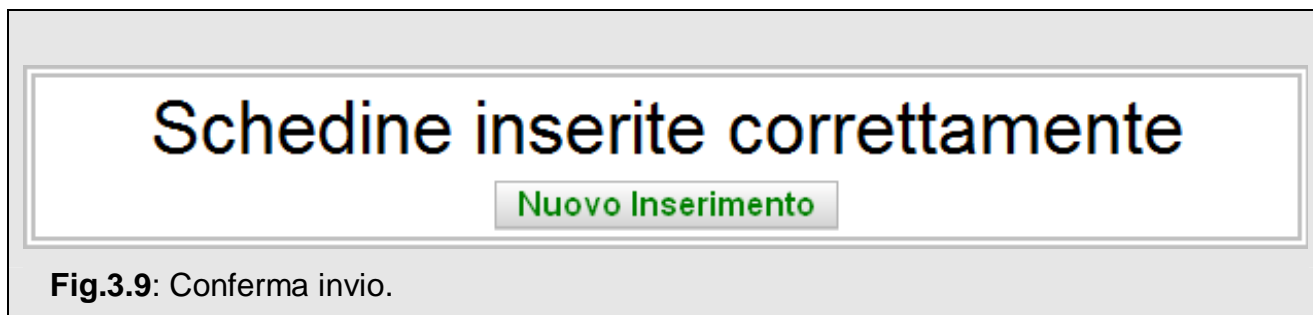 Schedine inserite correttamente
Nuovo Inserimento
Fig.3.9: Conferma invio.